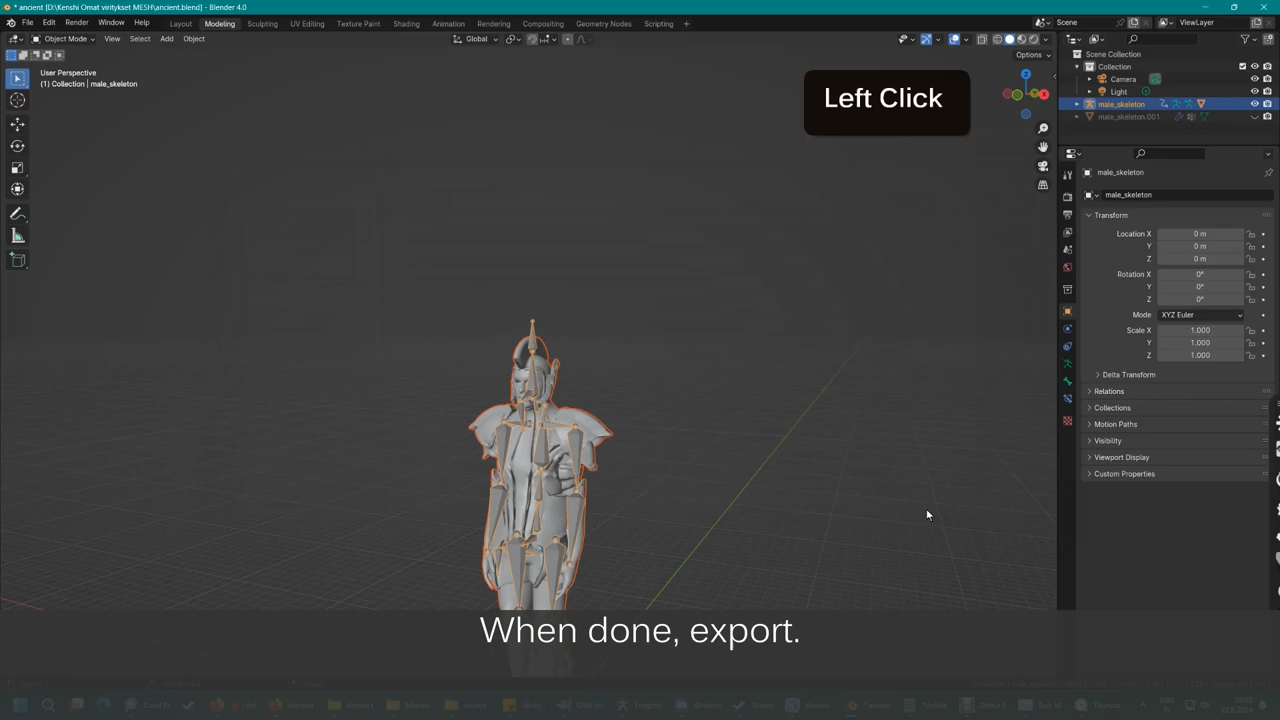 * ancient [D:\Kenshi Omat viritykset MESH\ancient.blend] - Blender 4.0
File Edit Render Window Help
Layout Modeling Sculpting UV Editing Texture Paint Shading Animation Rendering Compositing Geometry Nodes Scripting +
Scene
ViewLayer
Object Mode View Select Add Object
Global
Options
User Perspective
(1) Collection | male_skeleton
Left Click
Z
Y
X
Scene Collection
Collection
Camera
Light
male_skeleton
male_skeleton.001
male_skeleton
male_skeleton
Transform
Location X 0 m
Y 0 m
Z 0 m
Rotation X 0°
Y 0°
Z 0°
Mode XYZ Euler
Scale X 1.000
Y 1.000
Z 1.000
Delta Transform
Relations
Collections
Motion Paths
Visibility
Viewport Display
Custom Properties
When done, export.